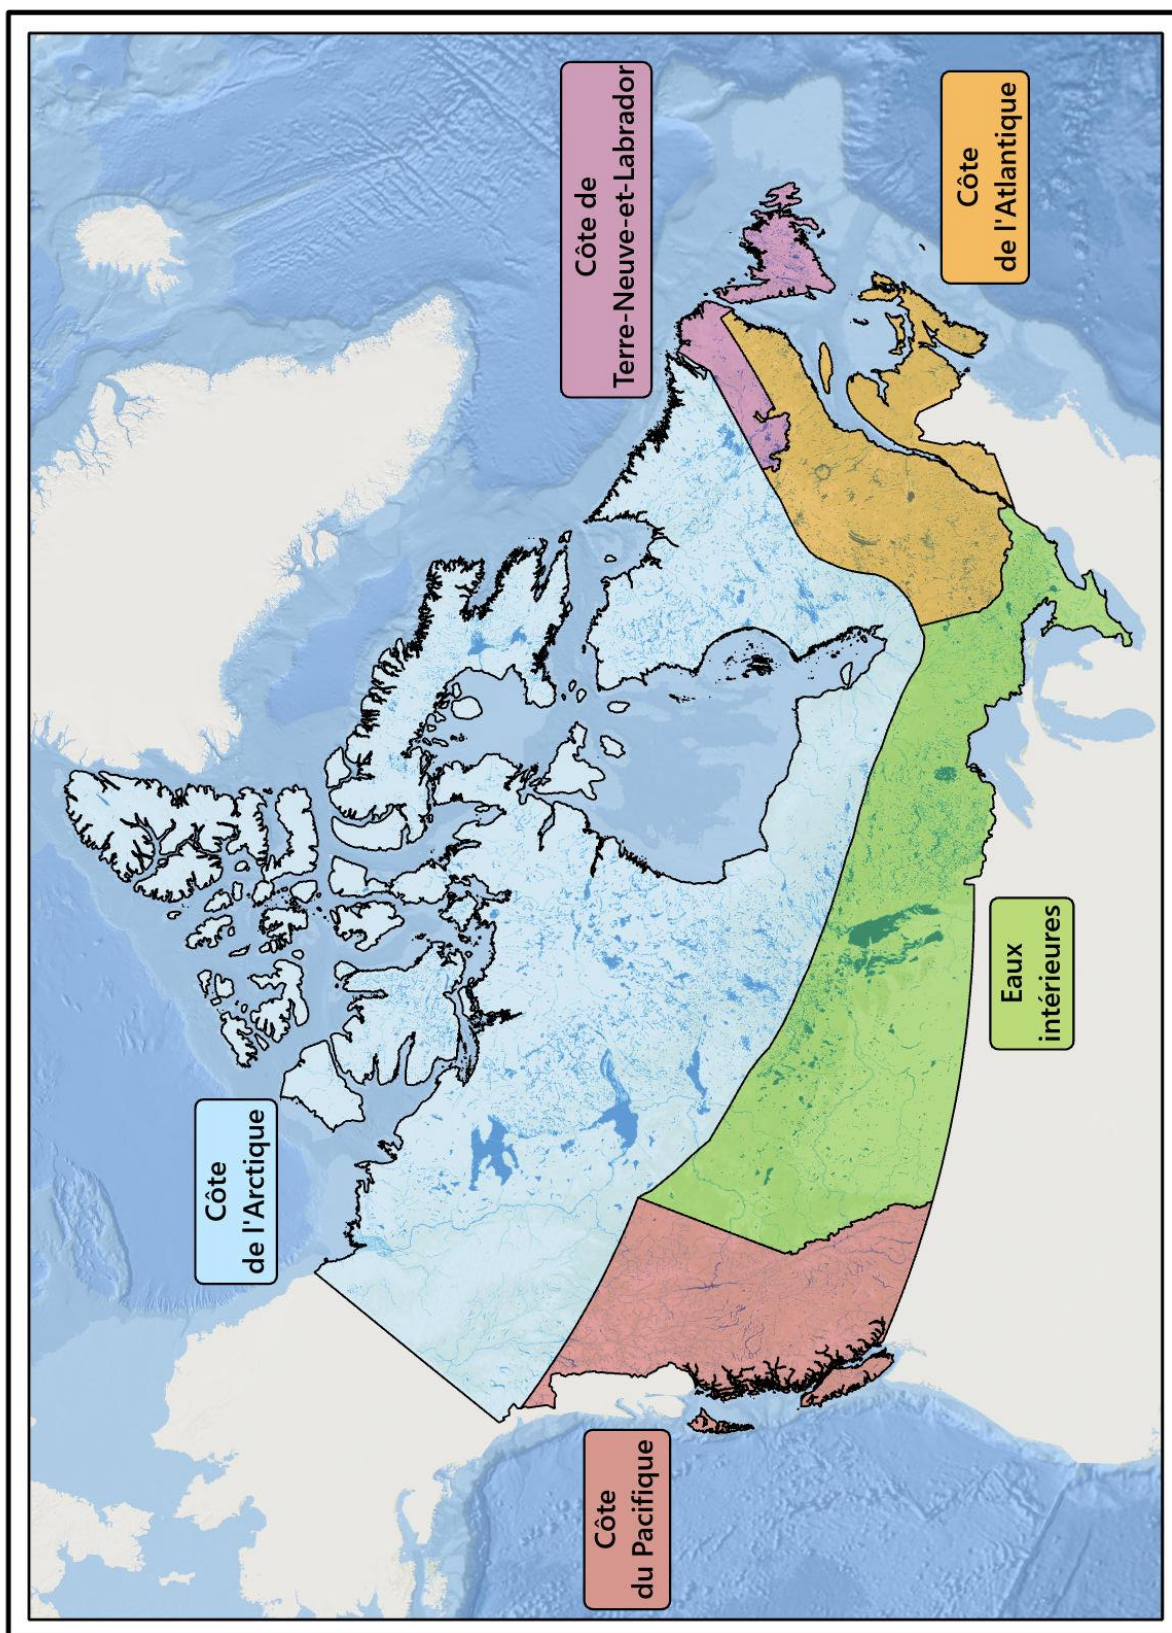 Côte
de l'Arctique
Côte de
Terre-Neuve-et-Labrador
Côte
du Pacifique
Eaux
intérieures
Côte
de l'Atlantique